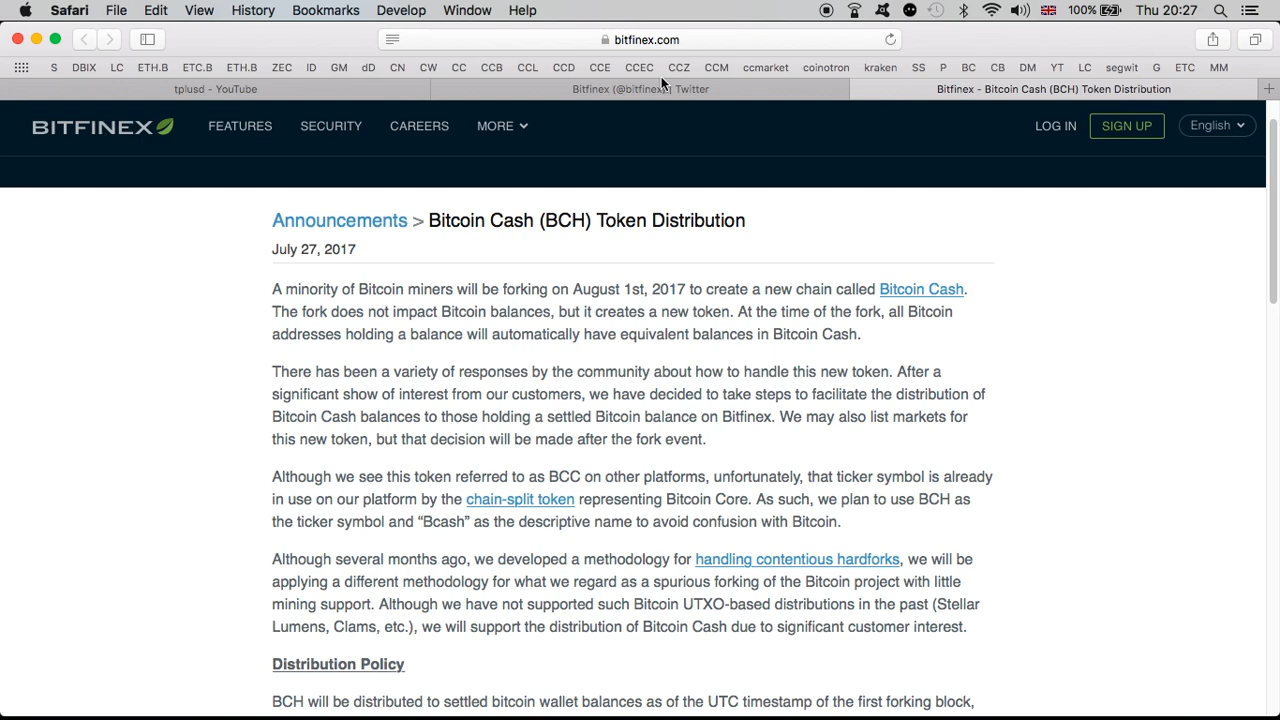 Safari File Edit View History Bookmarks Develop Window Help 100% Thu 20:27
bitfinex.com
S DBIX LC ETH.B ETC.B ETH.B ZEC ID GM dD CN CW CC CCB CCL CCD CCE CCEC CCZ CCM ccmarket coinotron kraken SS P BC CB DM YT LC segwit G ETC MM
tplusd - YouTube Bitfinex (@bitfinex) | Twitter Bitfinex - Bitcoin Cash (BCH) Token Distribution
BITFINEX FEATURES SECURITY CAREERS MORE LOG IN SIGN UP English
Announcements > Bitcoin Cash (BCH) Token Distribution
July 27, 2017
A minority of Bitcoin miners will be forking on August 1st, 2017 to create a new chain called Bitcoin Cash.
The fork does not impact Bitcoin balances, but it creates a new token. At the time of the fork, all Bitcoin
addresses holding a balance will automatically have equivalent balances in Bitcoin Cash.
There has been a variety of responses by the community about how to handle this new token. After a
significant show of interest from our customers, we have decided to take steps to facilitate the distribution of
Bitcoin Cash balances to those holding a settled Bitcoin balance on Bitfinex. We may also list markets for
this new token, but that decision will be made after the fork event.
Although we see this token referred to as BCC on other platforms, unfortunately, that ticker symbol is already
in use on our platform by the chain-split token representing Bitcoin Core. As such, we plan to use BCH as
the ticker symbol and “Bcash” as the descriptive name to avoid confusion with Bitcoin.
Although several months ago, we developed a methodology for handling contentious hardforks, we will be
applying a different methodology for what we regard as a spurious forking of the Bitcoin project with little
mining support. Although we have not supported such Bitcoin UTXO-based distributions in the past (Stellar
Lumens, Clams, etc.), we will support the distribution of Bitcoin Cash due to significant customer interest.
Distribution Policy
BCH will be distributed to settled bitcoin wallet balances as of the UTC timestamp of the first forking block,